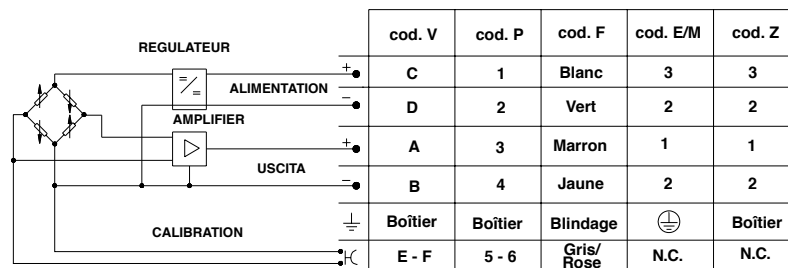 cod. V cod. P cod. F cod. E/M cod. Z
REGULATEUR
+ C 1 Blanc 3 3
ALIMENTATION
− D 2 Vert 2 2
AMPLIFIER
+ A 3 Marron 1 1
USCITA
− B 4 Jaune 2 2
Boîtier Boîtier Blindage Boîtier
CALIBRATION
E - F 5 - 6 Gris/ N.C. N.C.
Rose